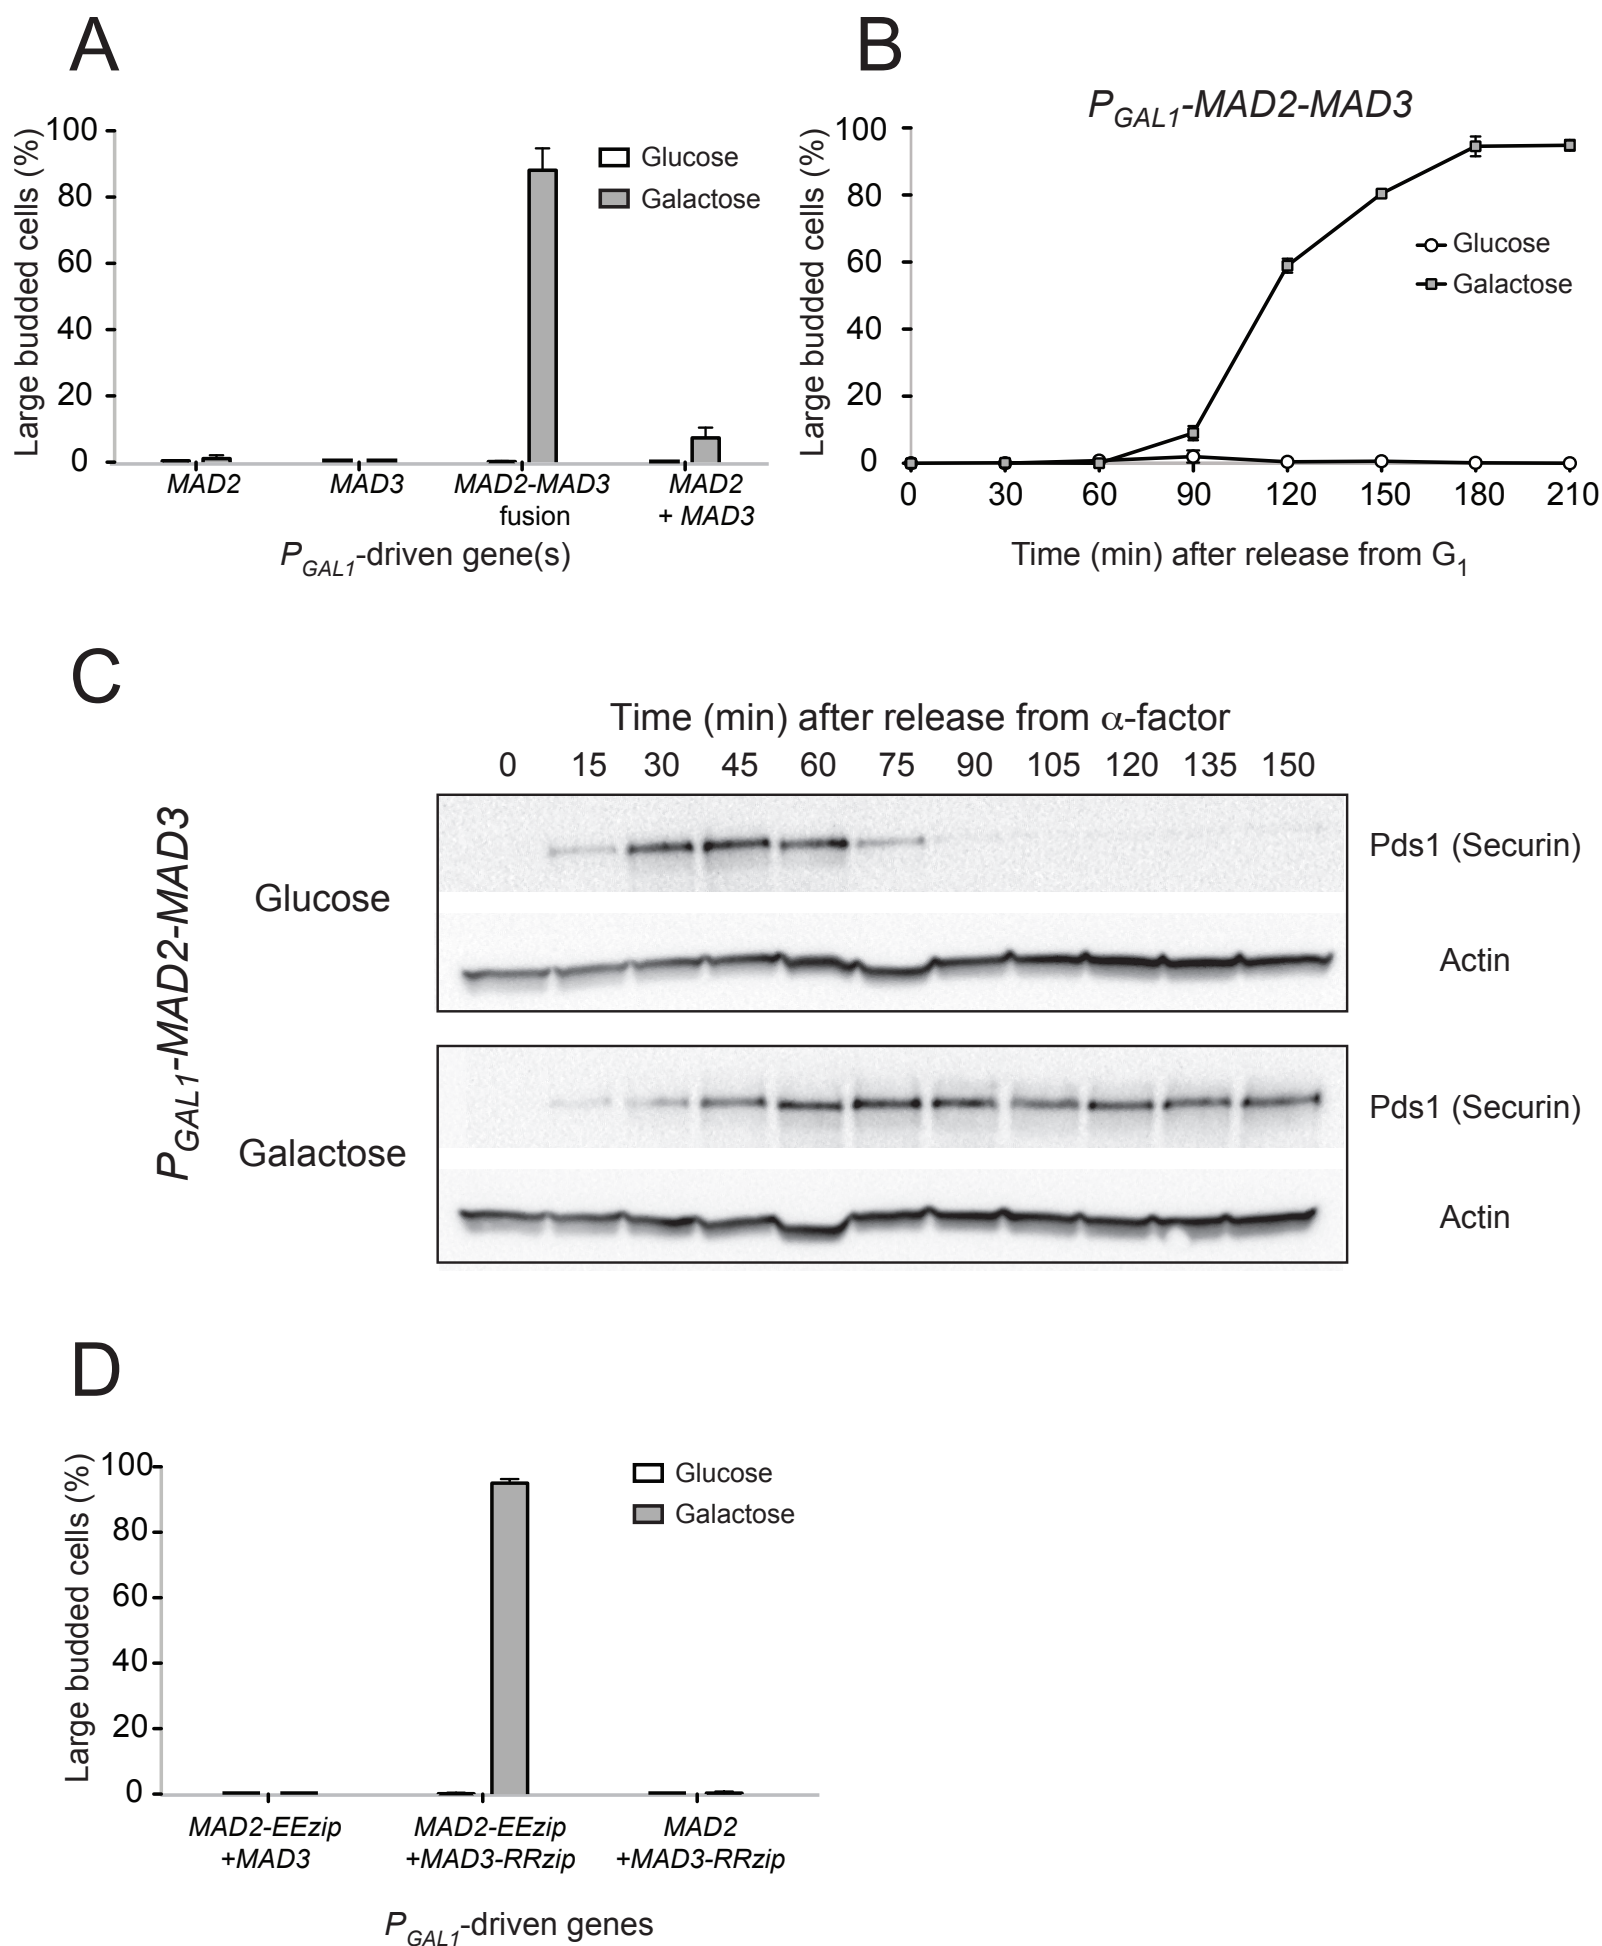 A
Large budded cells (%)
100
80
60
40
20
0
Glucose
Galactose
MAD2
MAD3
MAD2-MAD3
fusion
MAD2
+ MAD3
PGAL1-driven gene(s)
B
PGAL1-MAD2-MAD3
Large budded cells (%)
100
80
60
40
20
0
Glucose
Galactose
0 30 60 90 120 150 180 210
Time (min) after release from G1
C
Time (min) after release from α-factor
0 15 30 45 60 75 90 105 120 135 150
PGAL1-MAD2-MAD3
Glucose
Pds1 (Securin)
Actin
Galactose
Pds1 (Securin)
Actin
D
Large budded cells (%)
100
80
60
40
20
0
Glucose
Galactose
MAD2-EEzip
+MAD3
MAD2-EEzip
+MAD3-RRzip
MAD2
+MAD3-RRzip
PGAL1-driven genes